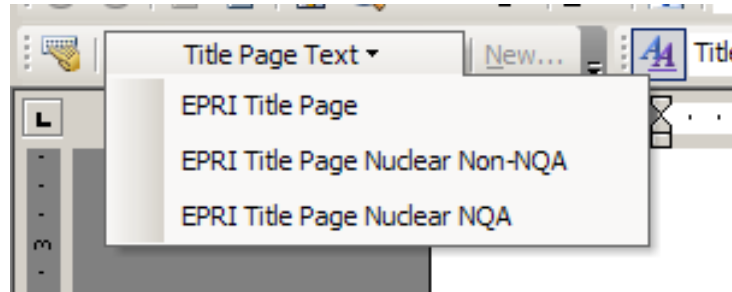 Title Page Text New... Title
EPRI Title Page
EPRI Title Page Nuclear Non-NQA
EPRI Title Page Nuclear NQA
3